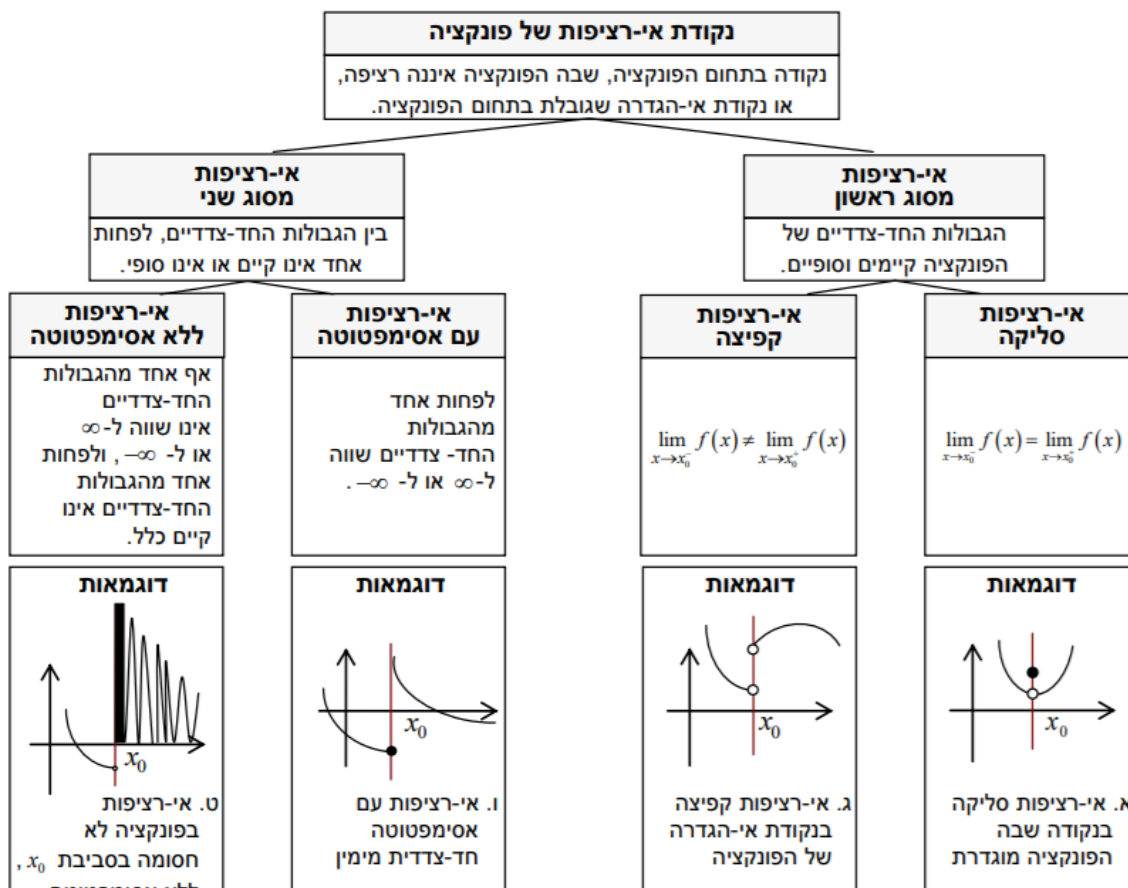 נקודת אי-רציפות של פונקציה
נקודה בתחום הפונקציה, שבה הפונקציה איננה רציפה,
או נקודת אי-הגדרה שגובלת בתחום הפונקציה.
אי-רציפות
מסוג ראשון
הגבולות החד-צדדיים של
הפונקציה קיימים וסופיים.
אי-רציפות
מסוג שני
בין הגבולות החד-צדדיים, לפחות
אחד אינו קיים או אינו סופי.
אי-רציפות
סליקה
lim f(x) = lim f(x)
x→x₀⁻ x→x₀⁺
אי-רציפות
קפיצה
lim f(x) ≠ lim f(x)
x→x₀⁻ x→x₀⁺
אי-רציפות
עם אסימפטוטה
לפחות אחד
מהגבולות
החד- צדדיים שווה
ל-∞ או ל- -∞.
אי-רציפות
ללא אסימפטוטה
אף אחד מהגבולות
החד-צדדיים
אינו שווה ל-∞
או ל- -∞, ולפחות
אחד מהגבולות
החד-צדדיים אינו
קיים כלל.
דוגמאות
x₀
א. אי-רציפות סליקה
בנקודה שבה
הפונקציה מוגדרת
דוגמאות
x₀
ג. אי-רציפות קפיצה
בנקודת אי-הגדרה
של הפונקציה
דוגמאות
x₀
ו. אי-רציפות עם
אסימפטוטה
חד-צדדית מימין
דוגמאות
x₀
ט. אי-רציפות
בפונקציה לא
חסומה בסביבת x₀,